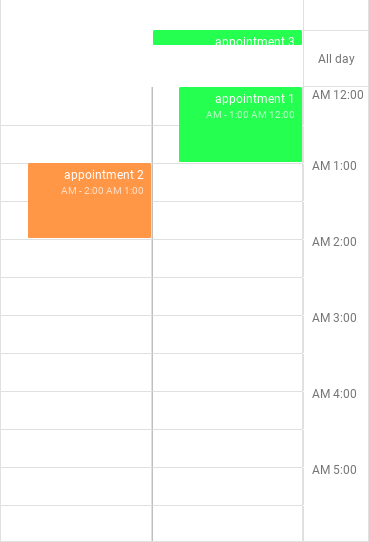 appointment 3
All day
appointment 1
AM - 1:00 AM 12:00
AM 12:00
AM 1:00
appointment 2
AM - 2:00 AM 1:00
AM 2:00
AM 3:00
AM 4:00
AM 5:00